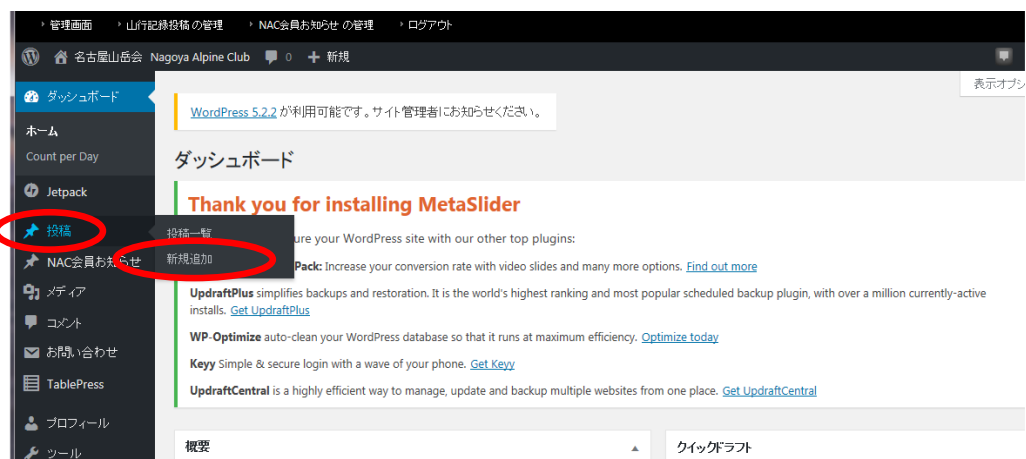 管理画面 山行記録投稿 の管理 NAC会員お知らせ の管理 ログアウト
名古屋山岳会 Nagoya Alpine Club 0 新規
表示オプシ
ダッシュボード
ホーム
Count per Day
Jetpack
投稿
NAC会員お知らせ
メディア
コメント
お問い合わせ
TablePress
プロフィール
ツール
投稿一覧
新規追加
WordPress 5.2.2 が利用可能です。サイト管理者にお知らせください。
ダッシュボード
Thank you for installing MetaSlider
ure your WordPress site with our other top plugins:
Pack: Increase your conversion rate with video slides and many more options. Find out more
UpdraftPlus simplifies backups and restoration. It is the world's highest ranking and most popular scheduled backup plugin, with over a million currently-active
installs. Get UpdraftPlus
WP-Optimize auto-clean your WordPress database so that it runs at maximum efficiency. Optimize today
Keyy Simple & secure login with a wave of your phone. Get Keyy
UpdraftCentral is a highly efficient way to manage, update and backup multiple websites from one place. Get UpdraftCentral
概要
クイックドラフト